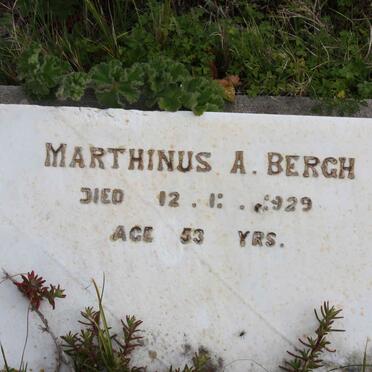 MARTHINUS A. BERGH
DIED 12. 1 . 1929
AGE 53 YRS.